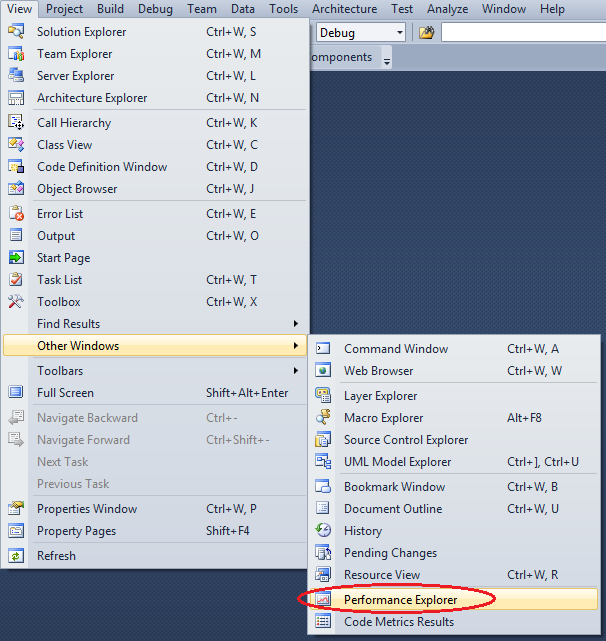 View Project Build Debug Team Data Tools Architecture Test Analyze Window Help
Debug
omponents
Solution Explorer Ctrl+W, S
Team Explorer Ctrl+W, M
Server Explorer Ctrl+W, L
Architecture Explorer Ctrl+W, N
Call Hierarchy Ctrl+W, K
Class View Ctrl+W, C
Code Definition Window Ctrl+W, D
Object Browser Ctrl+W, J
Error List Ctrl+W, E
Output Ctrl+W, O
Start Page
Task List Ctrl+W, T
Toolbox Ctrl+W, X
Find Results
Other Windows
Toolbars
Full Screen Shift+Alt+Enter
Navigate Backward Ctrl+-
Navigate Forward Ctrl+Shift+-
Next Task
Previous Task
Properties Window Ctrl+W, P
Property Pages Shift+F4
Refresh
Command Window Ctrl+W, A
Web Browser Ctrl+W, W
Layer Explorer
Macro Explorer Alt+F8
Source Control Explorer
UML Model Explorer Ctrl+], Ctrl+U
Bookmark Window Ctrl+W, B
Document Outline Ctrl+W, U
History
Pending Changes
Resource View Ctrl+W, R
Performance Explorer
Code Metrics Results